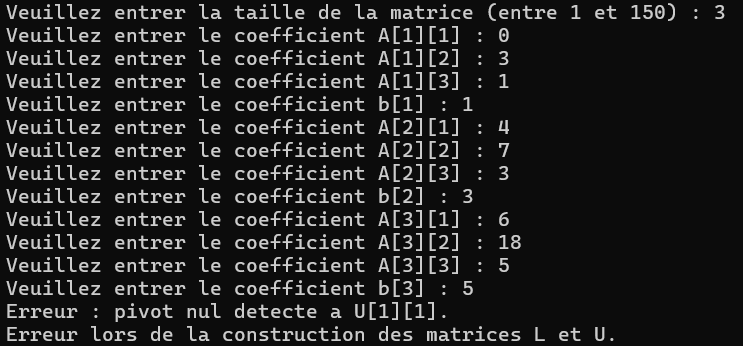 Veuillez entrer la taille de la matrice (entre 1 et 150) : 3
Veuillez entrer le coefficient A[1][1] : 0
Veuillez entrer le coefficient A[1][2] : 3
Veuillez entrer le coefficient A[1][3] : 1
Veuillez entrer le coefficient b[1] : 1
Veuillez entrer le coefficient A[2][1] : 4
Veuillez entrer le coefficient A[2][2] : 7
Veuillez entrer le coefficient A[2][3] : 3
Veuillez entrer le coefficient b[2] : 3
Veuillez entrer le coefficient A[3][1] : 6
Veuillez entrer le coefficient A[3][2] : 18
Veuillez entrer le coefficient A[3][3] : 5
Veuillez entrer le coefficient b[3] : 5
Erreur : pivot nul detecte a U[1][1].
Erreur lors de la construction des matrices L et U.